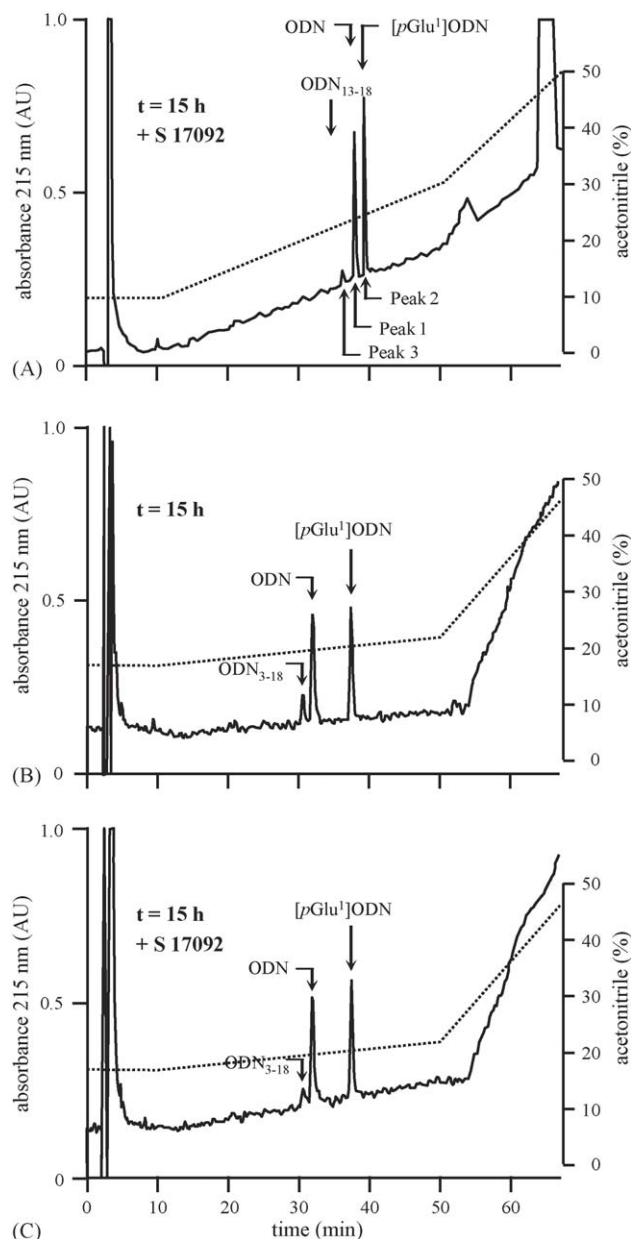 1.0
ODN
[pGlu¹]ODN
50
ODN₁₃₋₁₈
t = 15 h
+ S 17092
40
absorbance 215 nm (AU)
0.5
30
acetonitrile (%)
20
Peak 2
10
Peak 1
Peak 3
0
0
(A)
1.0
50
t = 15 h
[pGlu¹]ODN
40
absorbance 215 nm (AU)
ODN
0.5
30
acetonitrile (%)
ODN₃₋₁₈
20
10
0
0
(B)
1.0
50
t = 15 h
+ S 17092
[pGlu¹]ODN
40
absorbance 215 nm (AU)
ODN
0.5
30
acetonitrile (%)
ODN₃₋₁₈
20
10
0
0
0 10 20 30 40 50 60
(C)
time (min)